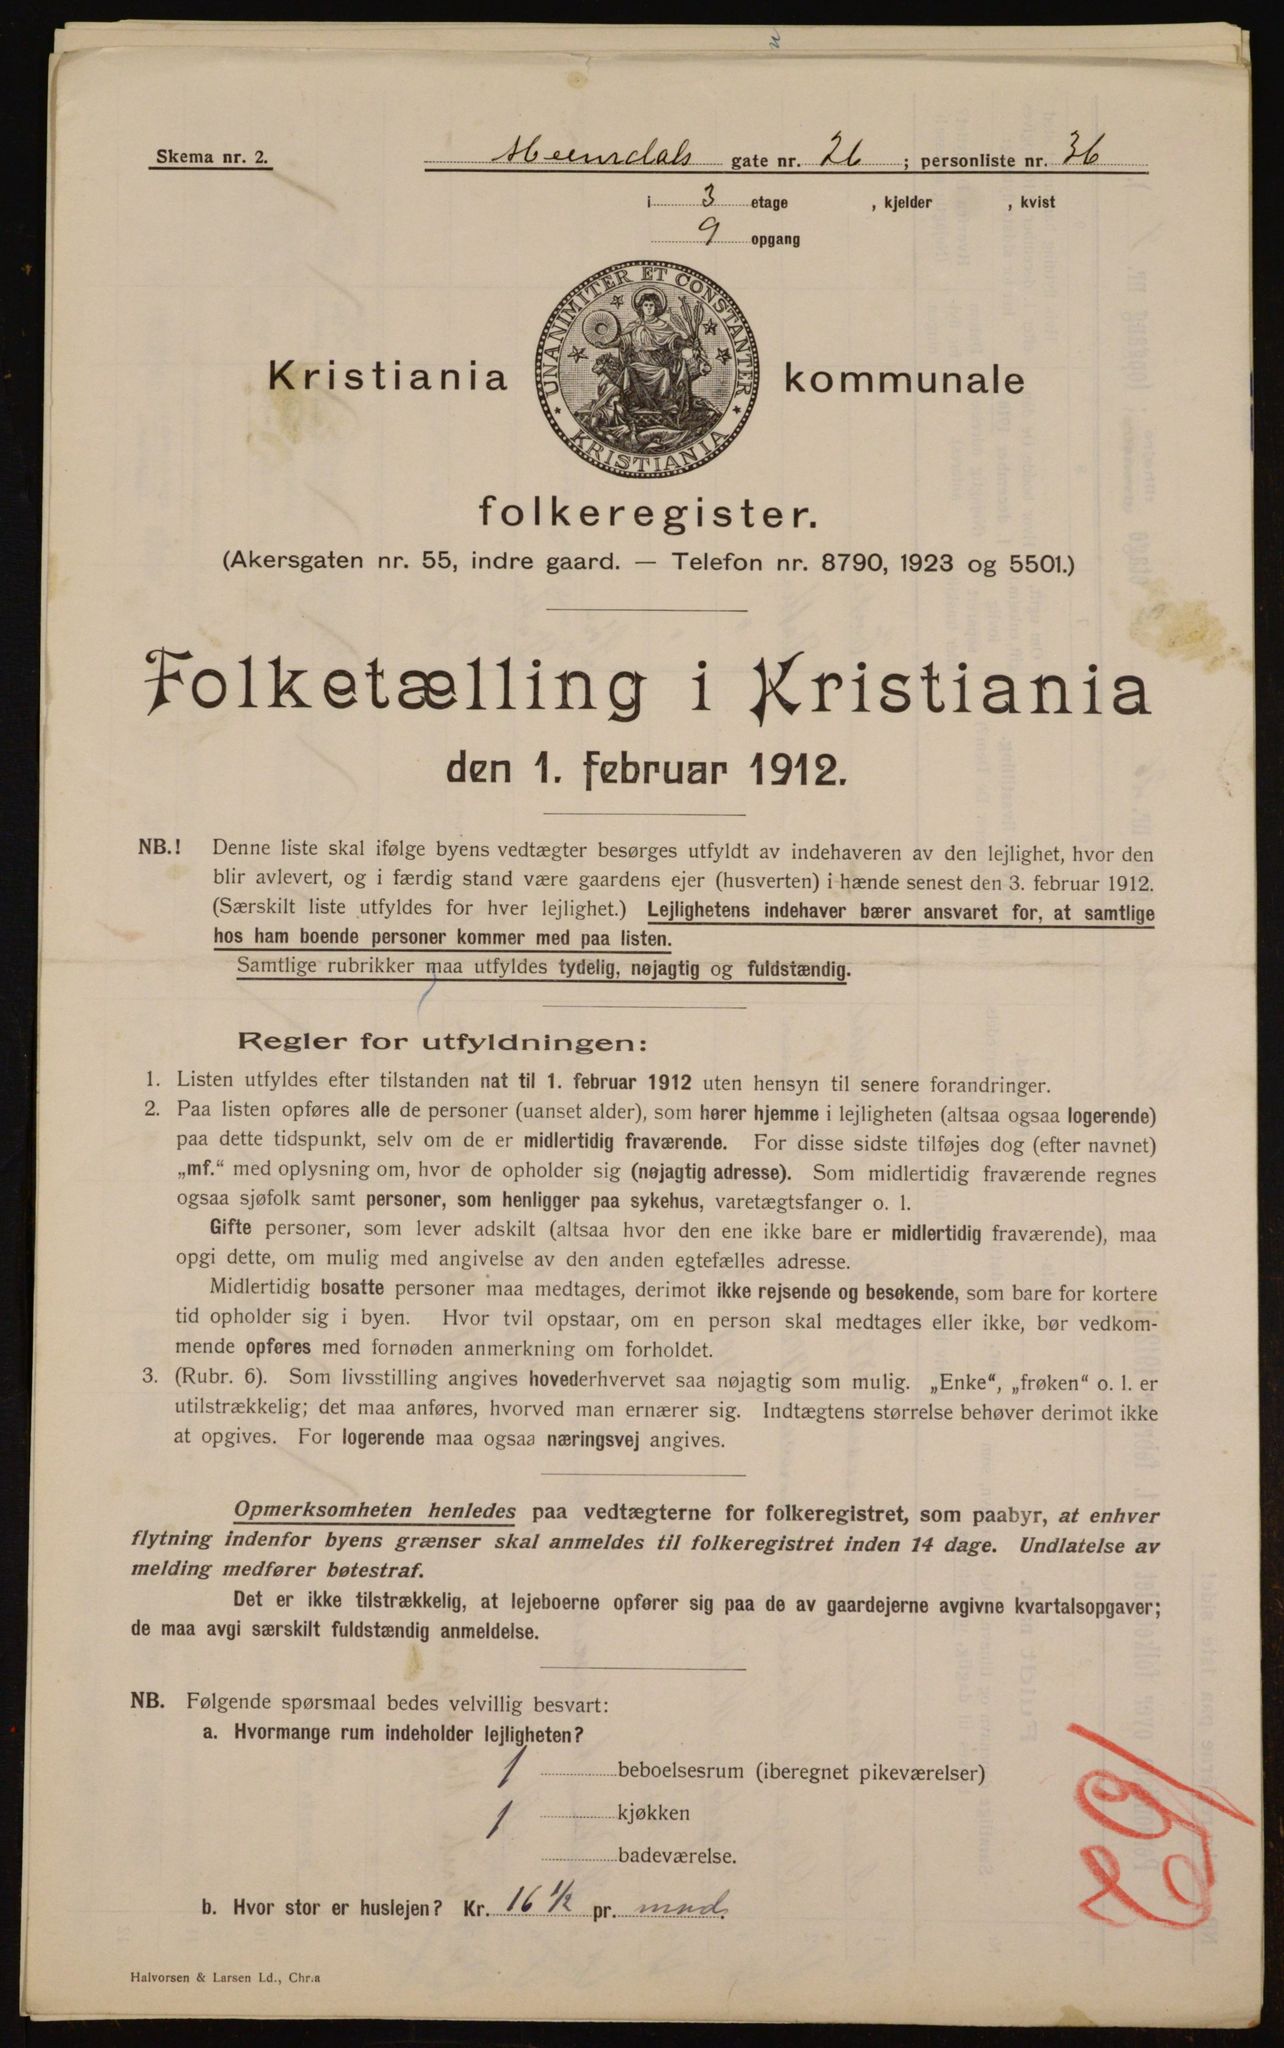 Skema nr. 2.
gate nr. 26 ; personliste nr. 36
i 3 etage , kjelder , kvist
9 opgang
UNANIMITER ET CONSTANTER
KRISTIANIA
Kristiania kommunale
folkeregister.
(Akersgaten nr. 55, indre gaard. — Telefon nr. 8790, 1923 og 5501.)
Folketælling i Kristiania
den 1. februar 1912.
NB.! Denne liste skal ifølge byens vedtægter besørges utfyldt av indehaveren av den lejlighet, hvor den
blir avlevert, og i færdig stand være gaardens ejer (husverten) i hænde senest den 3. februar 1912.
(Særskilt liste utfyldes for hver lejlighet.) Lejlighetens indehaver bærer ansvaret for, at samtlige
hos ham boende personer kommer med paa listen.
Samtlige rubrikker maa utfyldes tydelig, nøjagtig og fuldstændig.
Regler for utfyldningen:
1. Listen utfyldes efter tilstanden nat til 1. februar 1912 uten hensyn til senere forandringer.
2. Paa listen opføres alle de personer (uanset alder), som hører hjemme i lejligheten (altsaa ogsaa logerende)
paa dette tidspunkt, selv om de er midlertidig fraværende. For disse sidste tilføjes dog (efter navnet)
„mf.“ med oplysning om, hvor de opholder sig (nøjagtig adresse). Som midlertidig fraværende regnes
ogsaa sjøfolk samt personer, som henligger paa sykehus, varetægtsfanger o. l.
Gifte personer, som lever adskilt (altsaa hvor den ene ikke bare er midlertidig fraværende), maa
opgi dette, om mulig med angivelse av den anden egtefælles adresse.
Midlertidig bosatte personer maa medtages, derimot ikke rejsende og besøkende, som bare for kortere
tid opholder sig i byen. Hvor tvil opstaar, om en person skal medtages eller ikke, bør vedkom-
mende opføres med fornøden anmerkning om forholdet.
3. (Rubr. 6). Som livsstilling angives hovederhvervet saa nøjagtig som mulig. „Enke“, „frøken“ o. l. er
utilstrækkelig; det maa anføres, hvorved man ernærer sig. Indtægtens størrelse behøver derimot ikke
at opgives. For logerende maa ogsaa næringsvej angives.
Opmerksomheten henledes paa vedtægterne for folkeregistret, som paabyr, at enhver
flytning indenfor byens grænser skal anmeldes til folkeregistret inden 14 dage. Undlatelse av
melding medfører bøtestraf.
Det er ikke tilstrækkelig, at lejeboerne opfører sig paa de av gaardejerne avgivne kvartalsopgaver;
de maa avgi særskilt fuldstændig anmeldelse.
NB. Følgende spørsmaal bedes velvillig besvart:
a. Hvormange rum indeholder lejligheten?
1 beboelsesrum (iberegnet pikeværelser)
1 kjøkken
badeværelse.
b. Hvor stor er huslejen? Kr. 16 1/2 pr. mnd.
Halvorsen & Larsen Ld., Chr.a